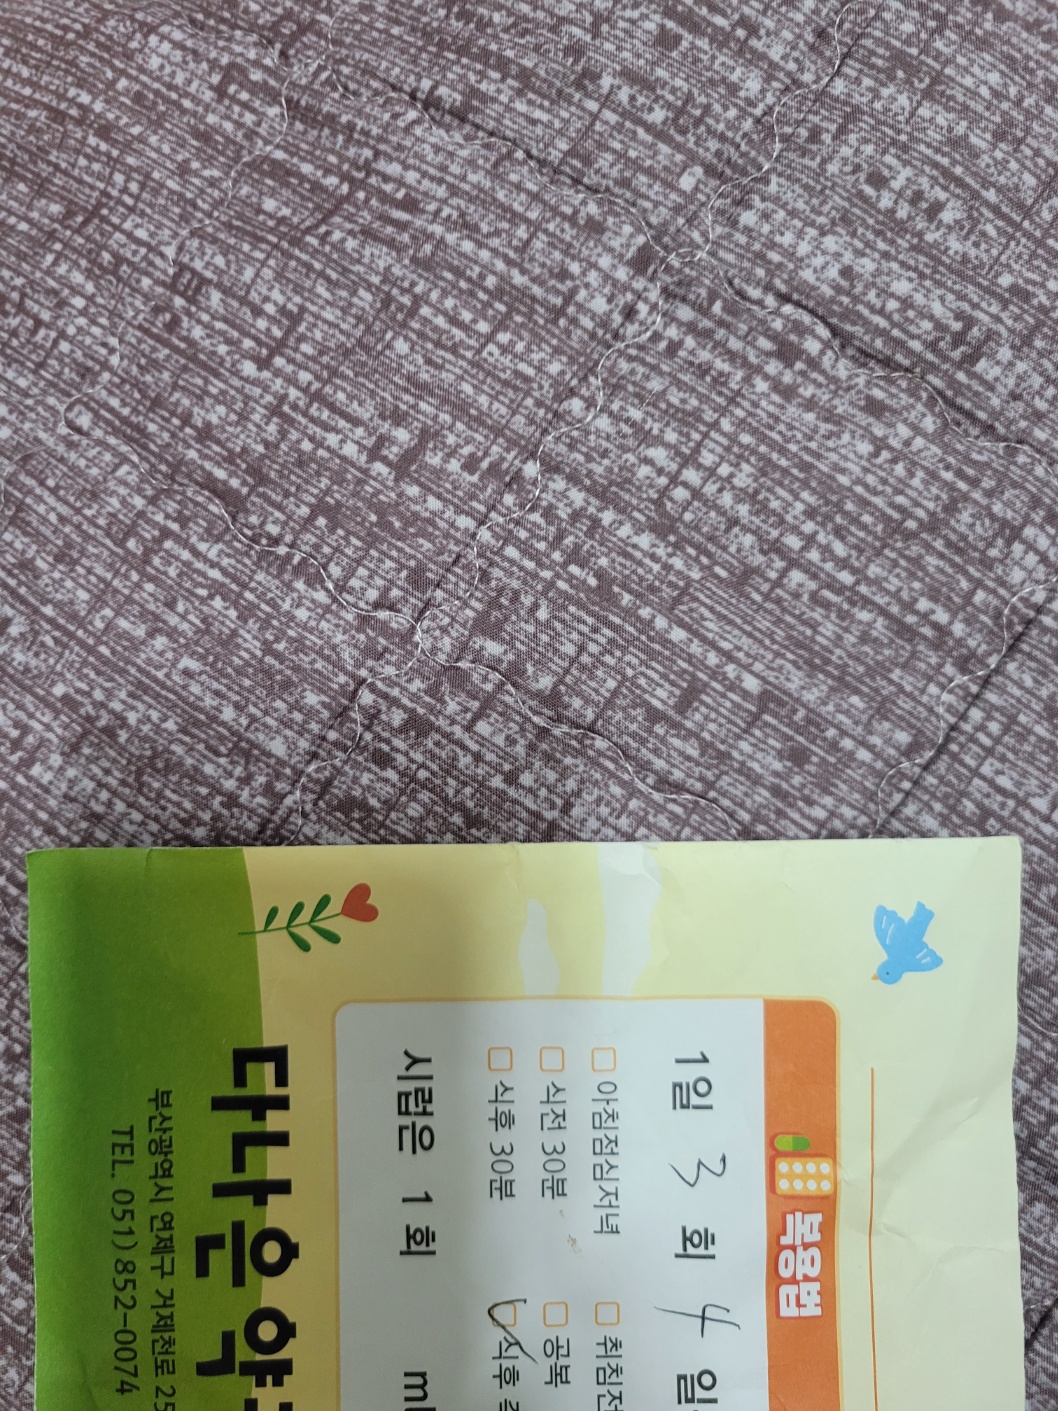 복용법
1일 3 회 4 일
아침점심저녁 취침전
식전 30분 공복
식후 30분 식후
시럽은 1 회 ml
다나은약
부산광역시 연제구 거제천로 25
TEL. 051) 852-0074